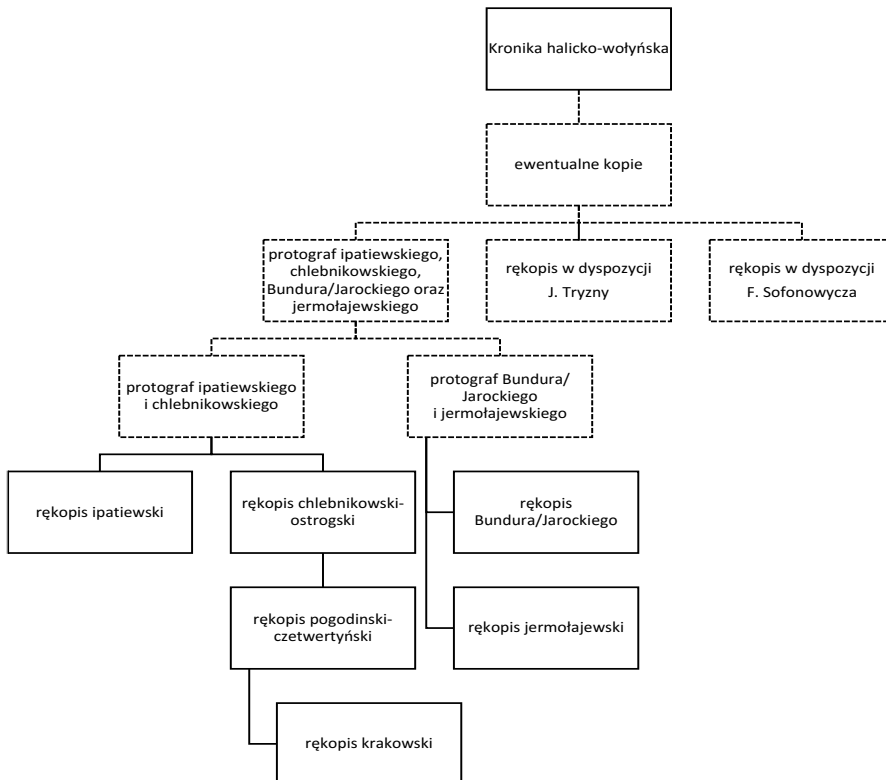 Kronika halicko-wołyńska
ewentualne kopie
protograf ipatiewskiego,
chlebnikowskiego,
Bundura/Jarockiego oraz
jermołajewskiego
rękopis w dyspozycji
J. Tryzny
rękopis w dyspozycji
F. Sofonowycza
protograf ipatiewskiego
i chlebnikowskiego
protograf Bundura/
Jarockiego
i jermołajewskiego
rękopis ipatiewski
rękopis chlebnikowski-
ostrogski
rękopis
Bundura/Jarockiego
rękopis pogodinski-
czetwertyński
rękopis jermołajewski
rękopis krakowski